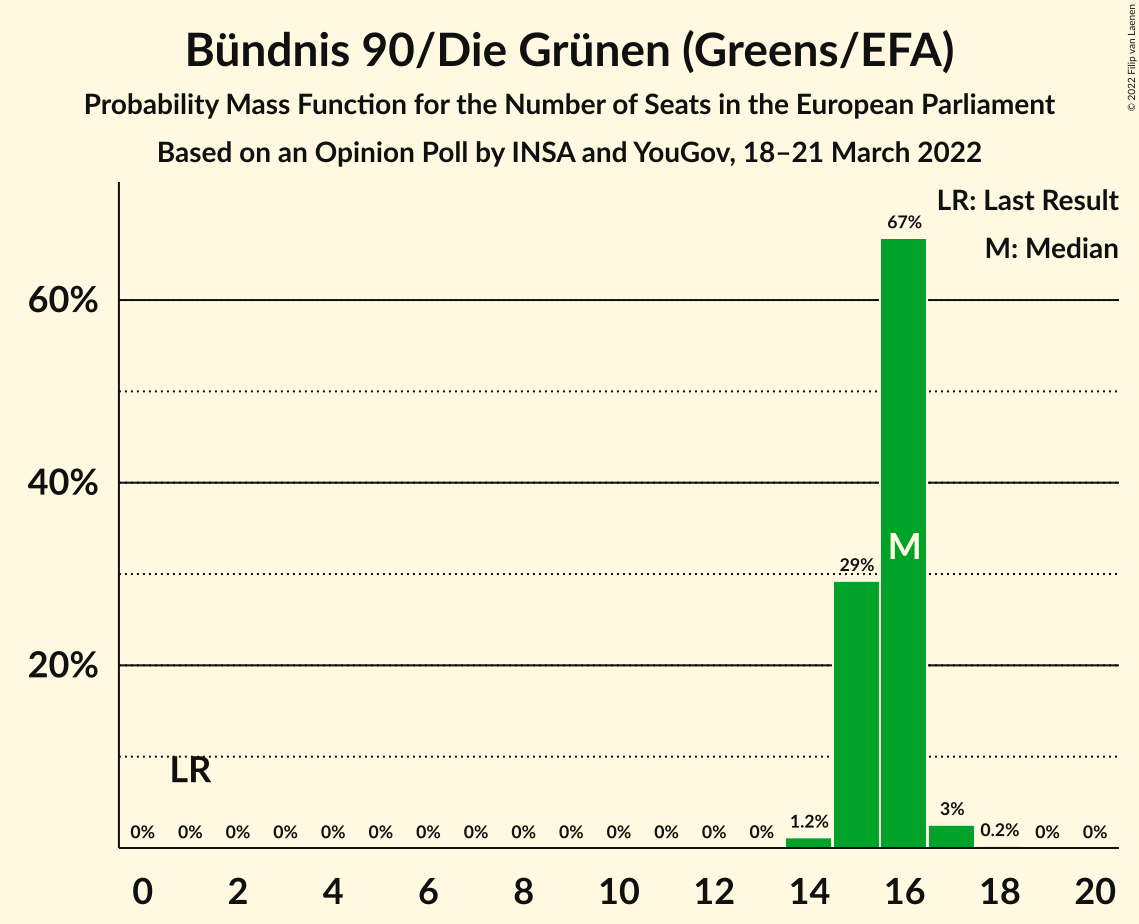 Bündnis 90/Die Grünen (Greens/EFA)
Probability Mass Function for the Number of Seats in the European Parliament
Based on an Opinion Poll by INSA and YouGov, 18–21 March 2022
© 2022 Filip van Laenen
LR: Last Result
M: Median
67%
60%
40%
29%
M
20%
LR
0% 0% 0% 0% 0% 0% 0% 0% 0% 0% 0% 0% 0% 0% 1.2% 3% 0.2% 0% 0%
0 2 4 6 8 10 12 14 16 18 20